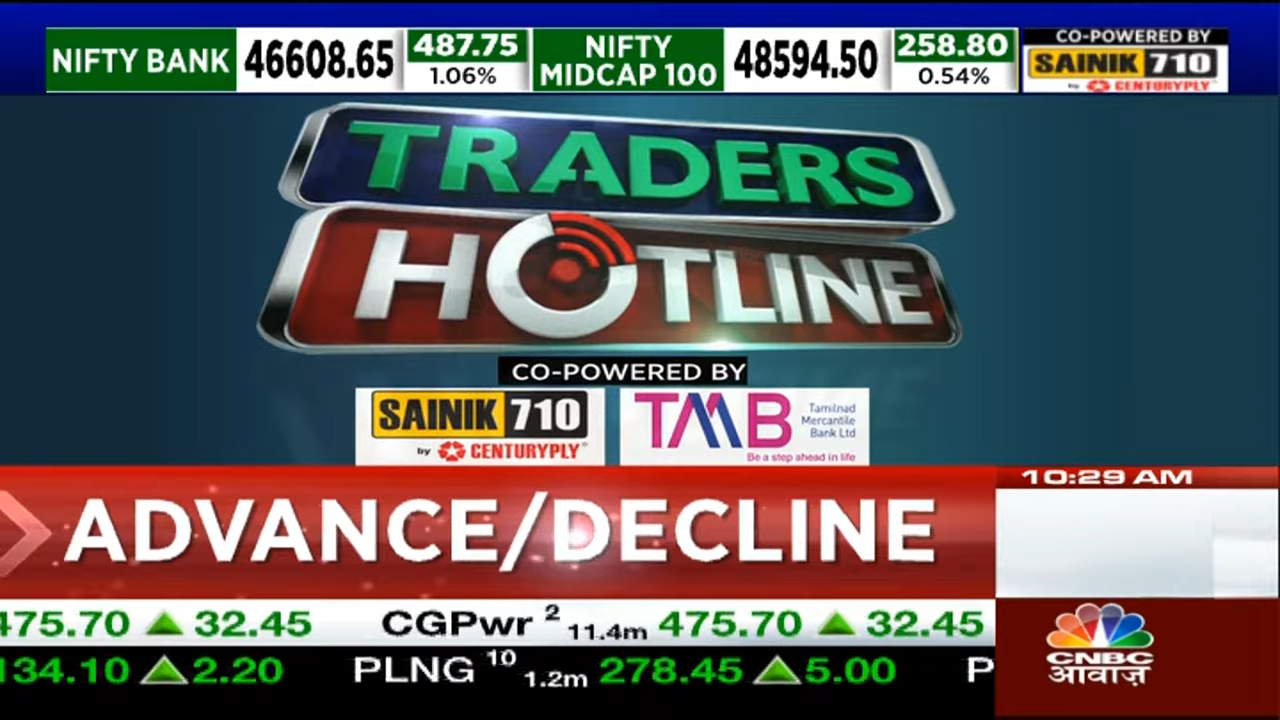 NIFTY BANK 46608.65 487.75 1.06%
NIFTY MIDCAP 100 48594.50 258.80 0.54%
CO-POWERED BY
SAINIK 710
by CENTURYPLY
TRADERS
HOTLINE
CO-POWERED BY
SAINIK 710
by CENTURYPLY®
TMB
Tamilnad
Mercantile
Bank Ltd
Be a step ahead in life
10:29 AM
ADVANCE/DECLINE
475.70 ▲ 32.45 CGPwr 2 11.4m 475.70 ▲ 32.45
134.10 ▲ 2.20 PLNG 10 1.2m 278.45 ▲ 5.00 P
CNBC
आवाज़